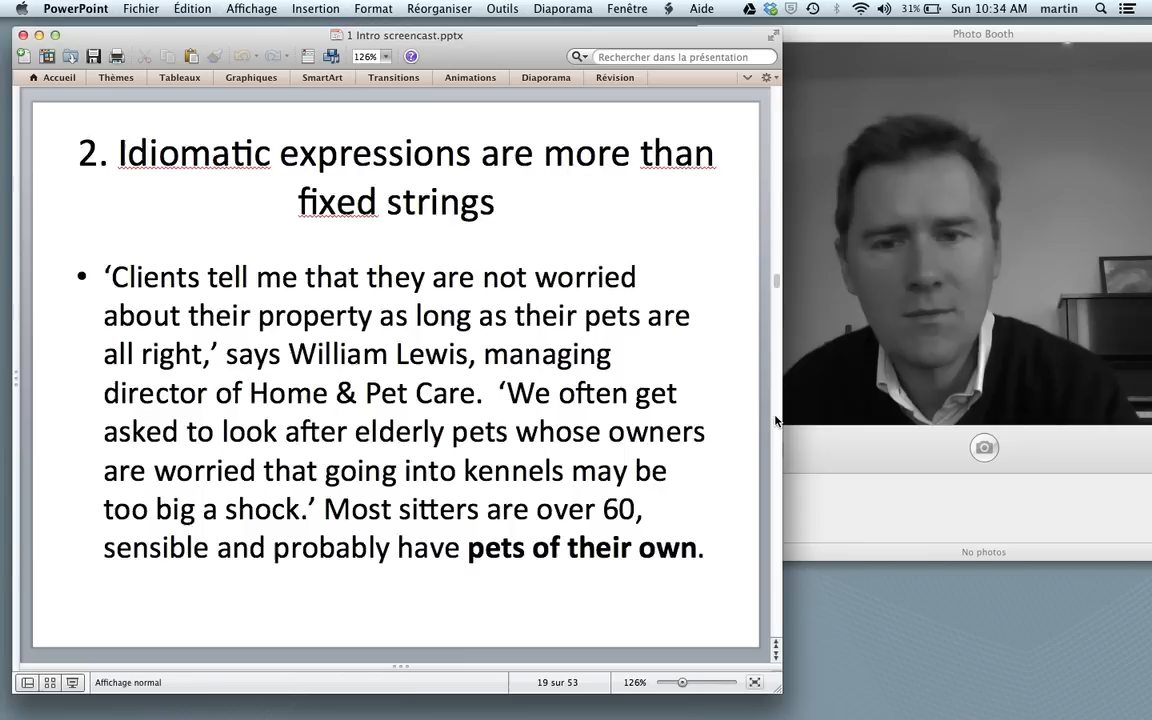 PowerPoint Fichier Édition Affichage Insertion Format Réorganiser Outils Diaporama Fenêtre Aide 31% Sun 10:34 AM martin
1 Intro screencast.pptx
Photo Booth
126% Rechercher dans la présentation
Accueil Thèmes Tableaux Graphiques SmartArt Transitions Animations Diaporama Révision
2. Idiomatic expressions are more than
fixed strings
• ‘Clients tell me that they are not worried
about their property as long as their pets are
all right,’ says William Lewis, managing
director of Home & Pet Care. ‘We often get
asked to look after elderly pets whose owners
are worried that going into kennels may be
too big a shock.’ Most sitters are over 60,
sensible and probably have pets of their own.
No photos
Affichage normal 19 sur 53 126%